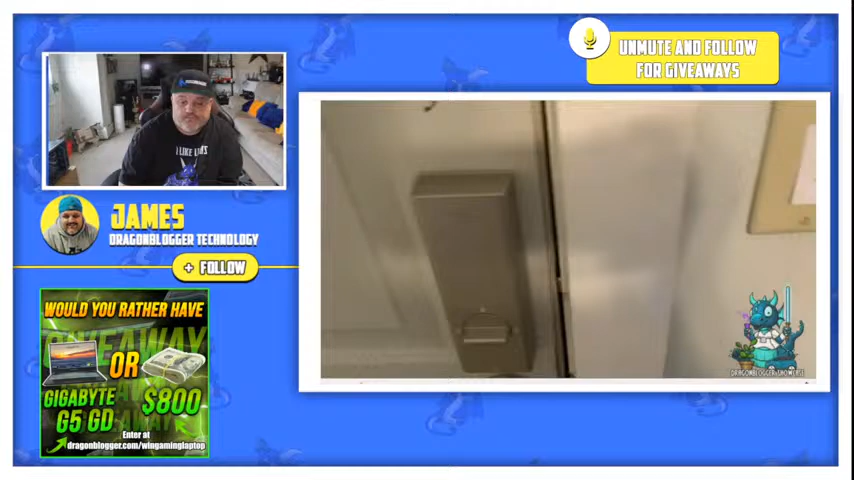 UNMUTE AND FOLLOW
FOR GIVEAWAYS
I LIKE
JAMES
DRAGONBLOGGER TECHNOLOGY
+ FOLLOW
WOULD YOU RATHER HAVE
GIVEAWAY
OR
GIGABYTE
G5 GD
$800
Enter at
dragonblogger.com/wingaminglaptop
DRAGONBLOGGER SHOWCASE